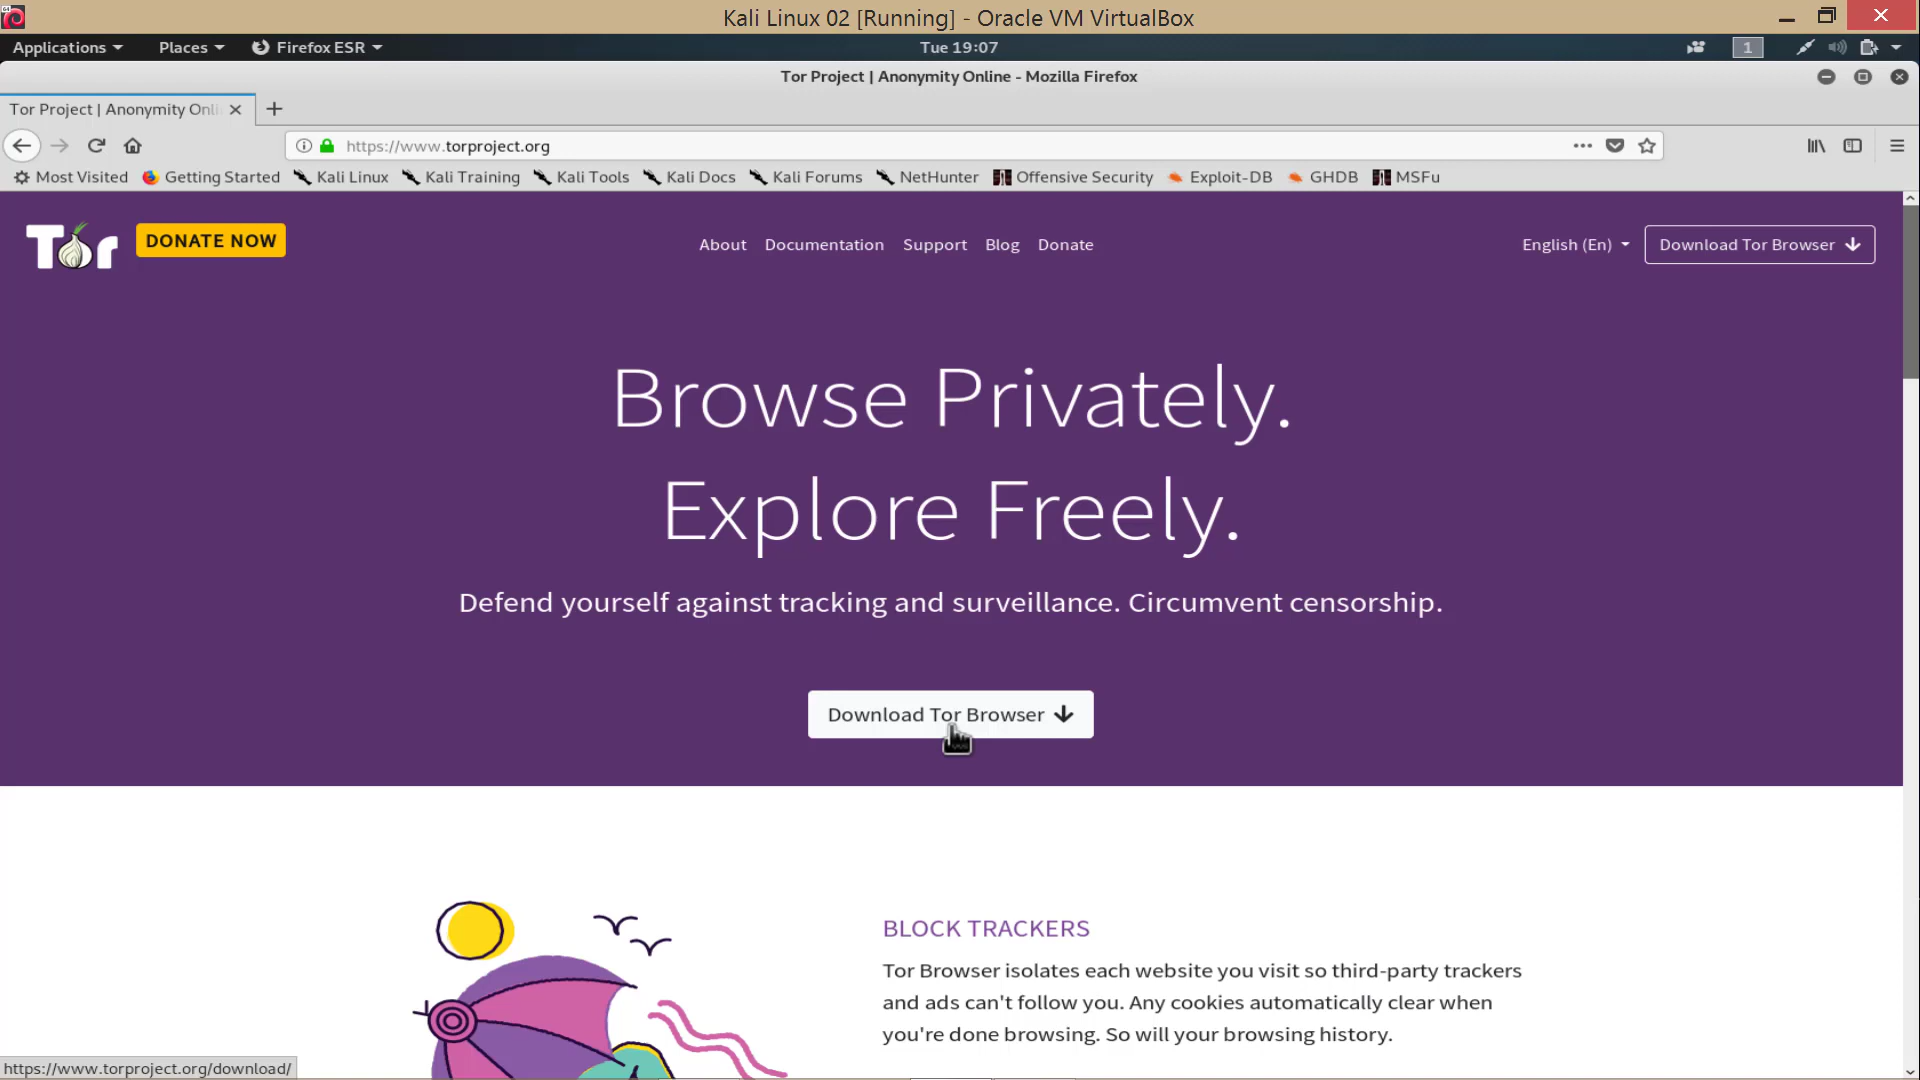 Kali Linux 02 [Running] - Oracle VM VirtualBox
Applications Places Firefox ESR Tue 19:07 1
Tor Project | Anonymity Online - Mozilla Firefox
Tor Project | Anonymity Onli
https://www.torproject.org
Most Visited Getting Started Kali Linux Kali Training Kali Tools Kali Docs Kali Forums NetHunter Offensive Security Exploit-DB GHDB MSFu
Tor DONATE NOW About Documentation Support Blog Donate English (En) Download Tor Browser
Browse Privately.
Explore Freely.
Defend yourself against tracking and surveillance. Circumvent censorship.
Download Tor Browser
BLOCK TRACKERS
Tor Browser isolates each website you visit so third-party trackers
and ads can't follow you. Any cookies automatically clear when
you're done browsing. So will your browsing history.
https://www.torproject.org/download/